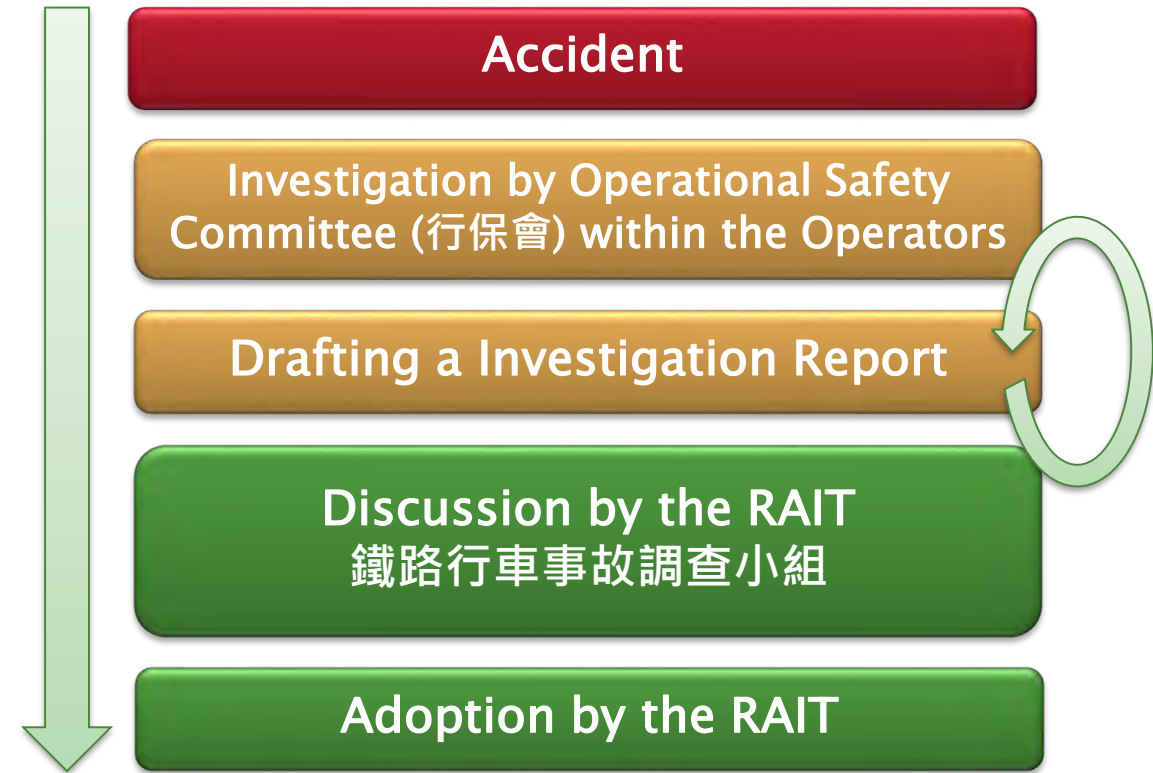 Accident
Investigation by Operational Safety
Committee (行保會) within the Operators
Drafting a Investigation Report
Discussion by the RAIT
鐵路行車事故調查小組
Adoption by the RAIT